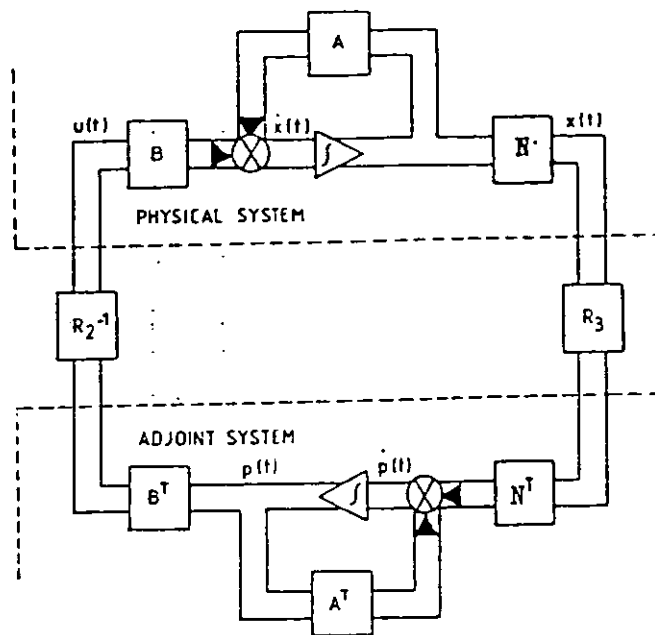 A
u(t)
ẋ(t)
x(t)
B
∫
N
PHYSICAL SYSTEM
R₂⁻¹
R₃
ADJOINT SYSTEM
p(t)
ṗ(t)
Bᵀ
∫
Nᵀ
Aᵀ